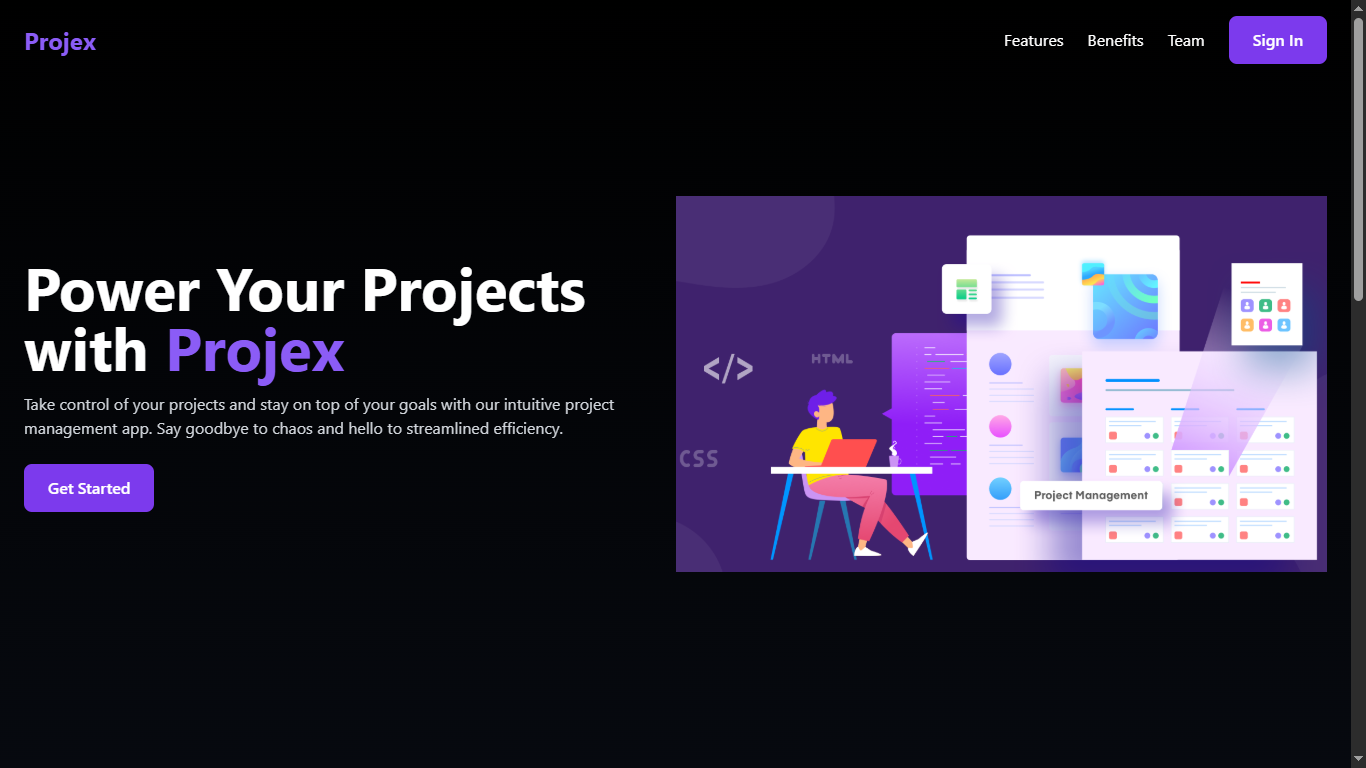 Projex
Features
Benefits
Team
Sign In
Power Your Projects
with Projex
Take control of your projects and stay on top of your goals with our intuitive project
management app. Say goodbye to chaos and hello to streamlined efficiency.
Get Started
</>
HTML
CSS
Project Management